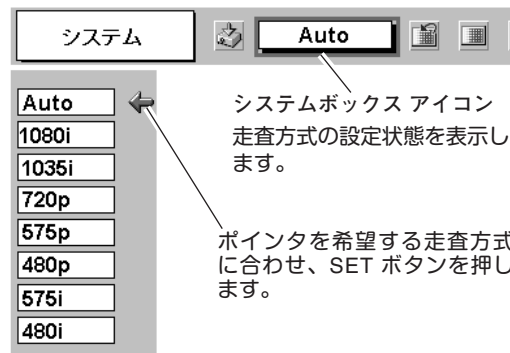 システム
Auto
システムボックス アイコン
走査方式の設定状態を表示し
ます。
Auto
1080i
1035i
720p
575p
480p
575i
480i
ポインタを希望する走査方式
に合わせ、SET ボタンを押し
ます。